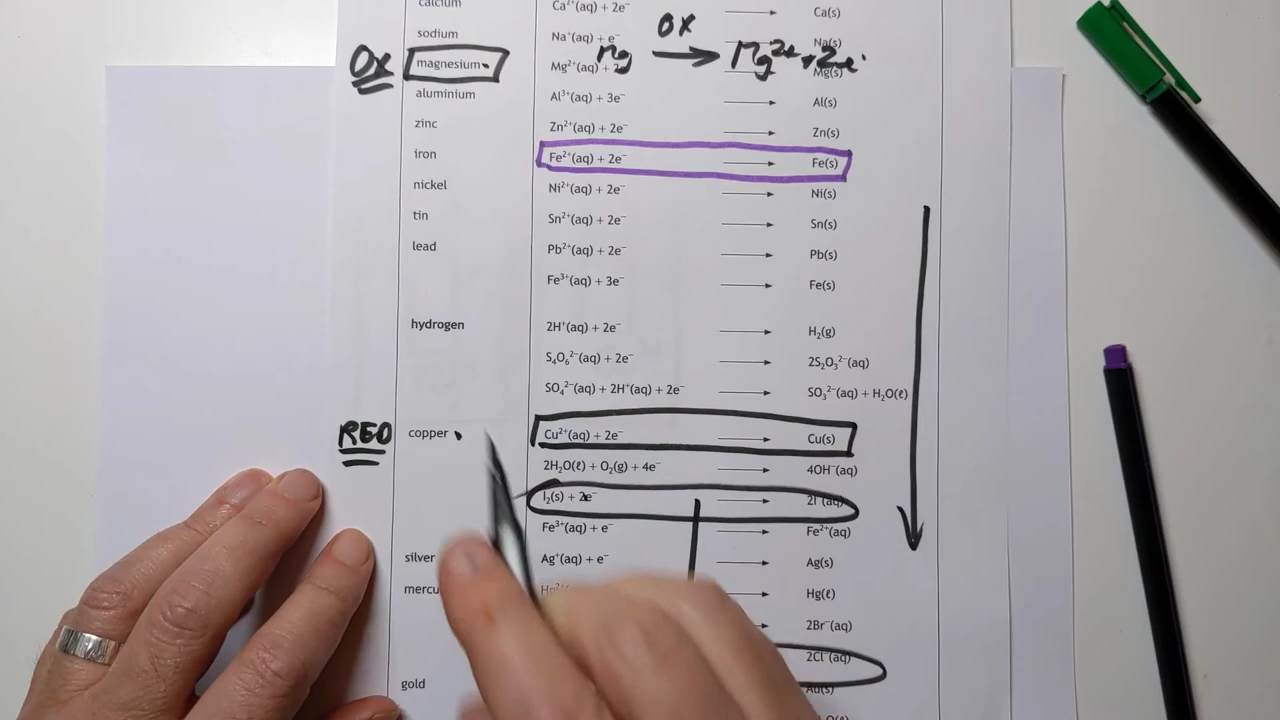 calcium Ca²⁺(aq) + 2e⁻ → Ca(s)
OX
sodium Na⁺(aq) + e⁻ → Na(s)
Mg → Mg²⁺ + 2e⁻
OX magnesium Mg²⁺(aq) + 2 Mg(s)
aluminium Al³⁺(aq) + 3e⁻ → Al(s)
zinc Zn²⁺(aq) + 2e⁻ → Zn(s)
iron Fe²⁺(aq) + 2e⁻ → Fe(s)
nickel Ni²⁺(aq) + 2e⁻ → Ni(s)
tin Sn²⁺(aq) + 2e⁻ → Sn(s)
lead Pb²⁺(aq) + 2e⁻ → Pb(s)
Fe³⁺(aq) + 3e⁻ → Fe(s)
hydrogen 2H⁺(aq) + 2e⁻ → H₂(g)
S₄O₆²⁻(aq) + 2e⁻ → 2S₂O₃²⁻(aq)
SO₄²⁻(aq) + 2H⁺(aq) + 2e⁻ → SO₃²⁻(aq) + H₂O(ℓ)
RED copper Cu²⁺(aq) + 2e⁻ → Cu(s)
2H₂O(ℓ) + O₂(g) + 4e⁻ → 4OH⁻(aq)
I₂(s) + 2e⁻ → 2I⁻(aq)
Fe³⁺(aq) + e⁻ → Fe²⁺(aq)
silver Ag⁺(aq) + e⁻ → Ag(s)
→ Hg(ℓ)
2Br⁻(aq)
2Cl⁻(aq)
gold Au(s)